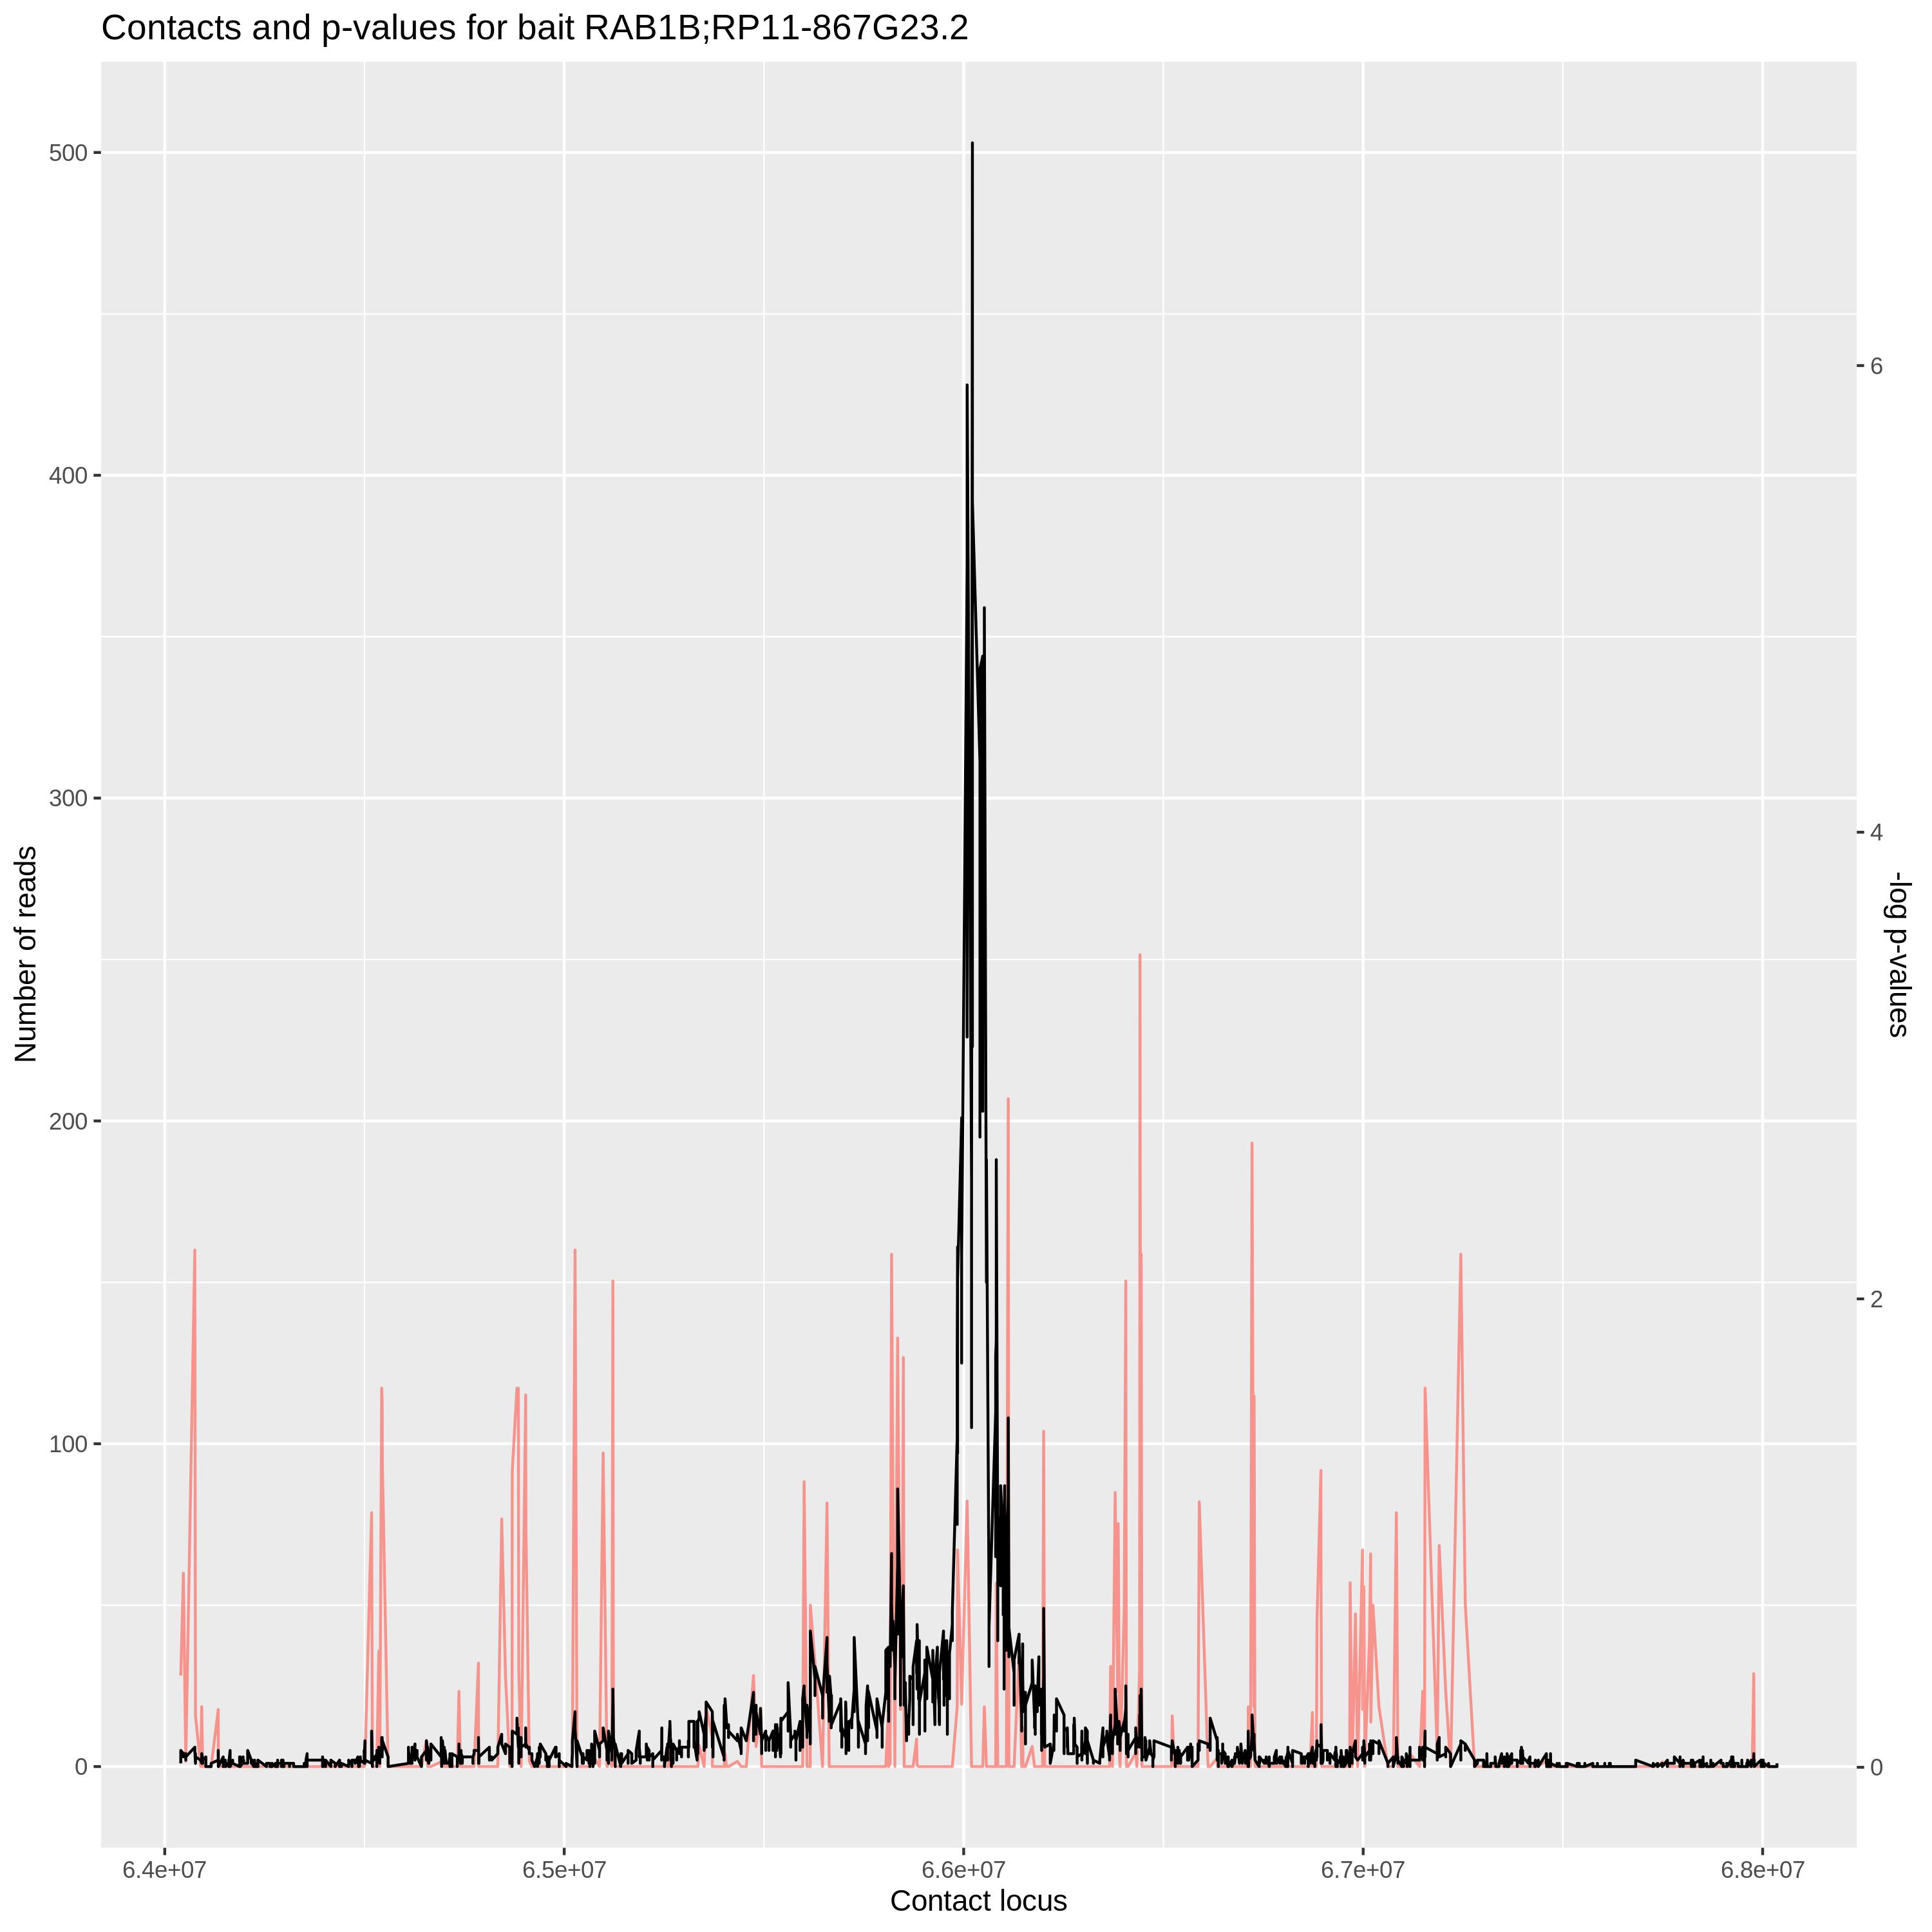 Contacts and p-values for bait RAB1B;RP11-867G23.2
500
400
300
200
100
0
Number of reads
6
4
2
0
-log p-values
6.4e+07
6.5e+07
6.6e+07
6.7e+07
6.8e+07
Contact locus